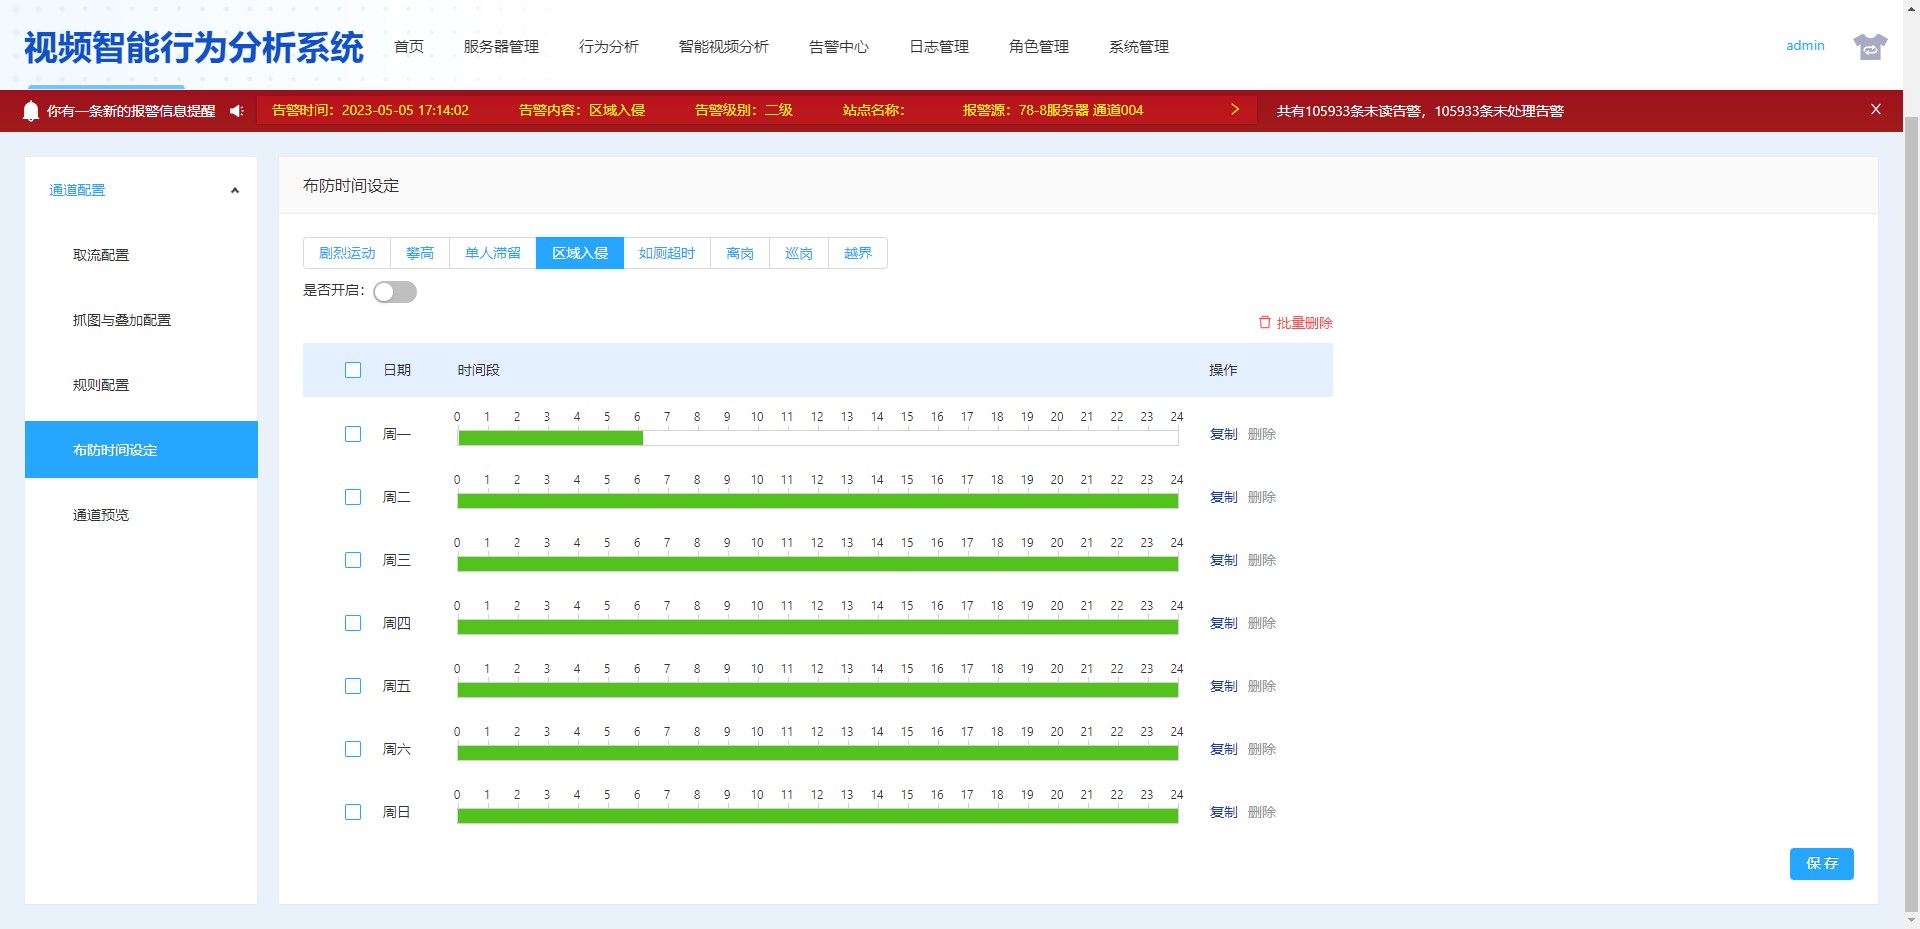 视频智能行为分析系统 首页 服务器管理 行为分析 智能视频分析 告警中心 日志管理 角色管理 系统管理 admin
你有一条新的报警信息提醒 告警时间：2023-05-05 17:14:02 告警内容：区域入侵 告警级别：二级 站点名称： 报警源：78-8服务器 通道004 共有105933条未读告警，105933条未处理告警 X
通道配置
取流配置
抓图与叠加配置
规则配置
布防时间设定
通道预览
布防时间设定
剧烈运动 攀高 单人滞留 区域入侵 如厕超时 离岗 巡岗 越界
是否开启：
批量删除
日期 时间段 操作
0 1 2 3 4 5 6 7 8 9 10 11 12 13 14 15 16 17 18 19 20 21 22 23 24
周一 复制 删除
0 1 2 3 4 5 6 7 8 9 10 11 12 13 14 15 16 17 18 19 20 21 22 23 24
周二 复制 删除
0 1 2 3 4 5 6 7 8 9 10 11 12 13 14 15 16 17 18 19 20 21 22 23 24
周三 复制 删除
0 1 2 3 4 5 6 7 8 9 10 11 12 13 14 15 16 17 18 19 20 21 22 23 24
周四 复制 删除
0 1 2 3 4 5 6 7 8 9 10 11 12 13 14 15 16 17 18 19 20 21 22 23 24
周五 复制 删除
0 1 2 3 4 5 6 7 8 9 10 11 12 13 14 15 16 17 18 19 20 21 22 23 24
周六 复制 删除
0 1 2 3 4 5 6 7 8 9 10 11 12 13 14 15 16 17 18 19 20 21 22 23 24
周日 复制 删除
保存